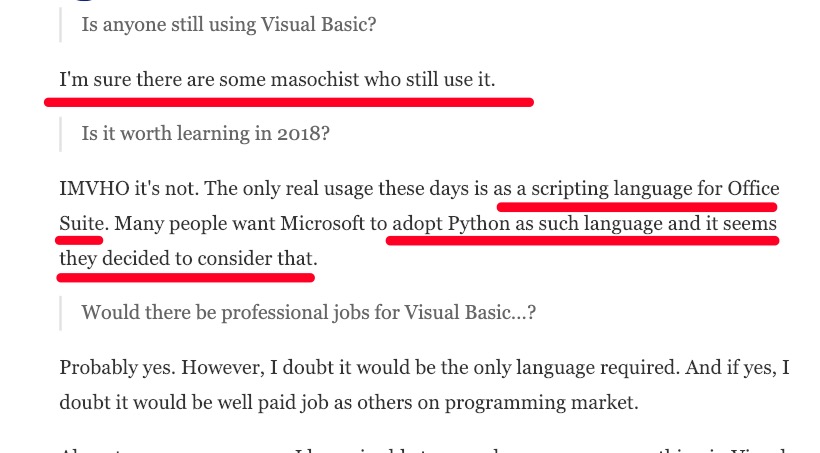 Is anyone still using Visual Basic?
I'm sure there are some masochist who still use it.
Is it worth learning in 2018?
IMVHO it's not. The only real usage these days is as a scripting language for Office
Suite. Many people want Microsoft to adopt Python as such language and it seems
they decided to consider that.
Would there be professional jobs for Visual Basic...?
Probably yes. However, I doubt it would be the only language required. And if yes, I
doubt it would be well paid job as others on programming market.